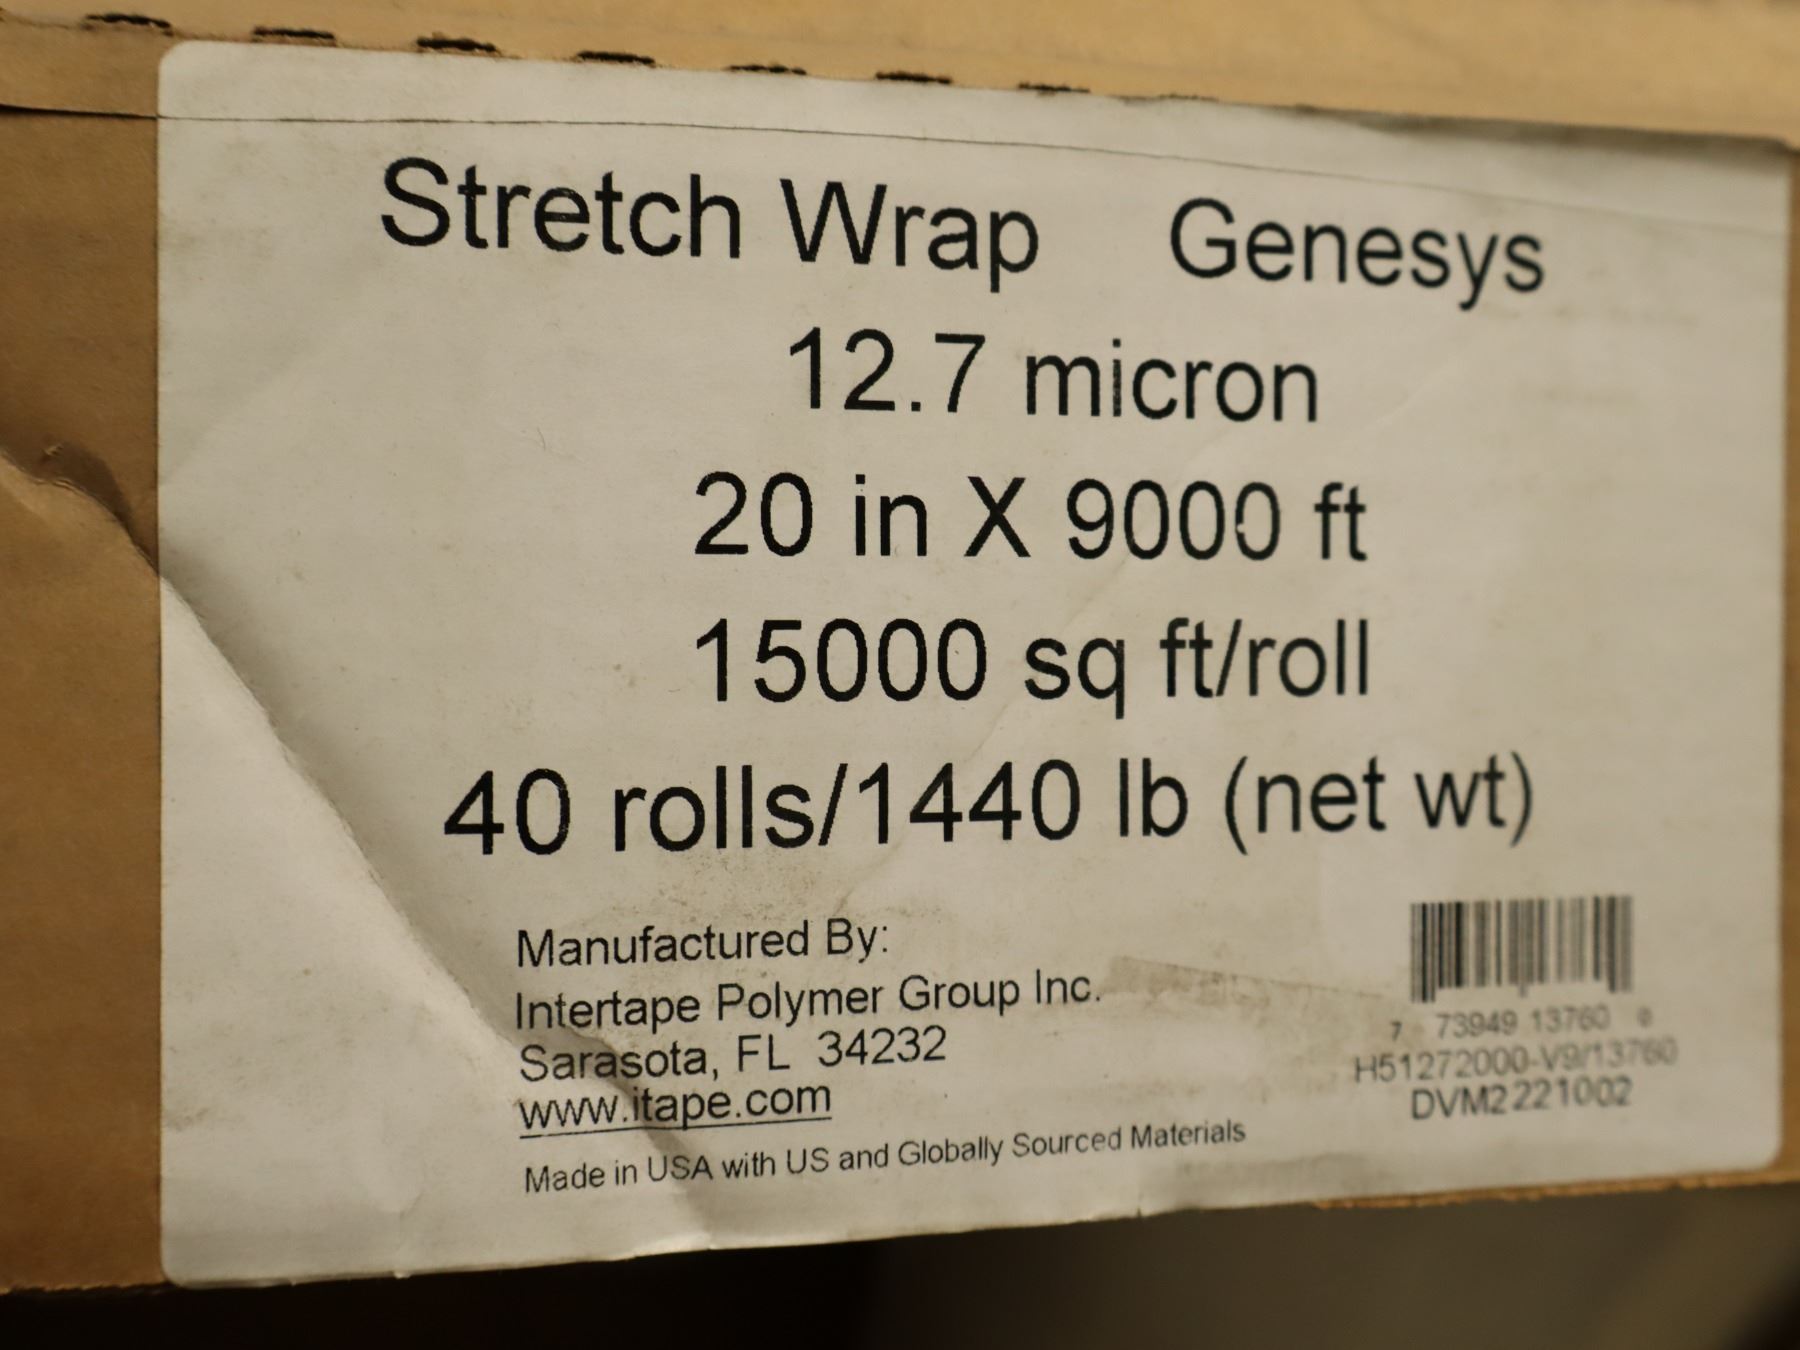 Stretch Wrap Genesys
12.7 micron
20 in X 9000 ft
15000 sq ft/roll
40 rolls/1440 lb (net wt)
Manufactured By:
Intertape Polymer Group Inc.
Sarasota, FL 34232
www.itape.com
Made in USA with US and Globally Sourced Materials
7 73949 13760
H51272000-V9/13760
DVM2221002